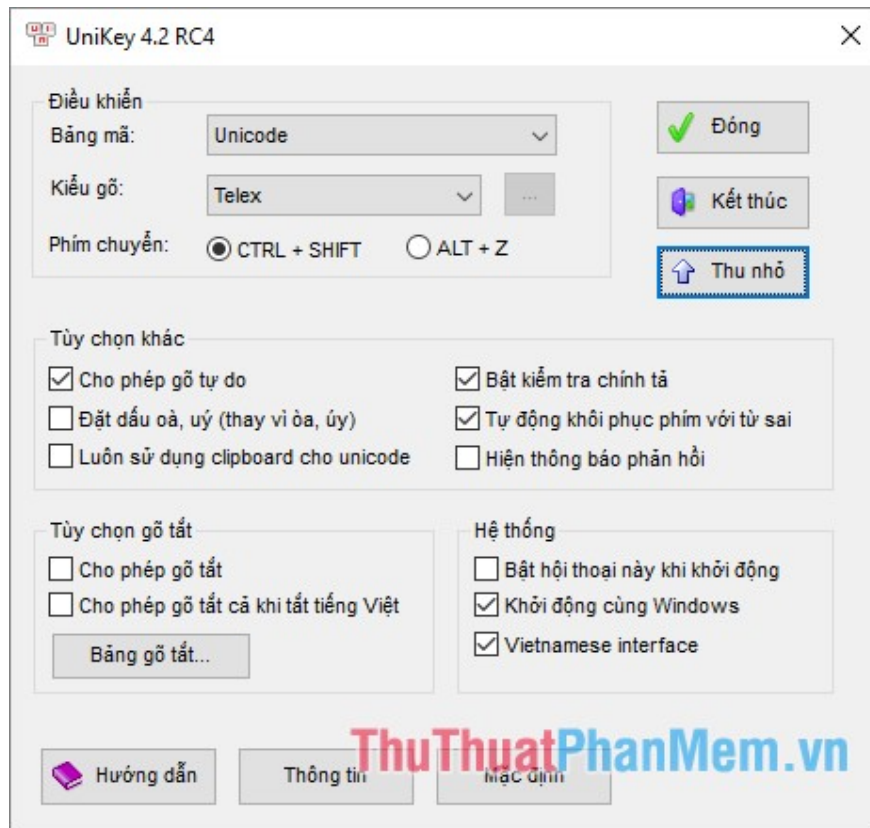 UniKey 4.2 RC4
Điều khiển
Bảng mã: Unicode
Đóng
Kiểu gõ: Telex ...
Kết thúc
Phím chuyển: CTRL + SHIFT ALT + Z
Thu nhỏ
Tùy chọn khác
Cho phép gõ tự do
Bật kiểm tra chính tả
Đặt dấu oà, uý (thay vì òa, úy)
Tự động khôi phục phím với từ sai
Luôn sử dụng clipboard cho unicode
Hiện thông báo phản hồi
Tùy chọn gõ tắt
Cho phép gõ tắt
Cho phép gõ tắt cả khi tắt tiếng Việt
Bảng gõ tắt...
Hệ thống
Bật hội thoại này khi khởi động
Khởi động cùng Windows
Vietnamese interface
ThuThuatPhanMem.vn
Hướng dẫn
Thông tin
Mặc định